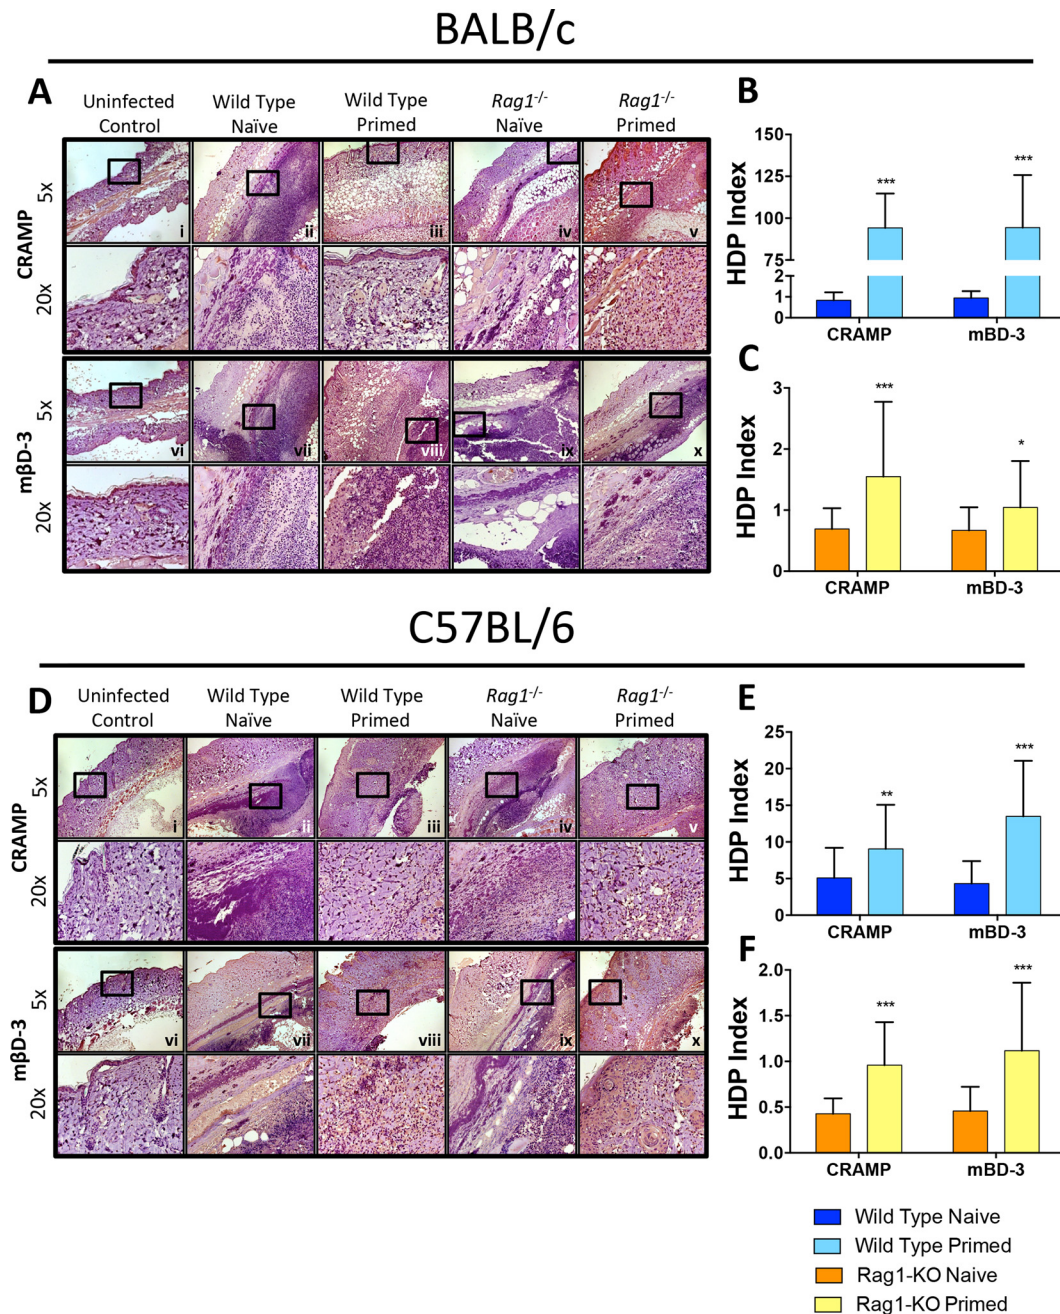 BALB/c
A
Uninfected Control
Wild Type Naïve
Wild Type Primed
Rag1-/- Naïve
Rag1-/- Primed
CRAMP
5x
i
ii
iii
iv
v
20x
mβD-3
5x
vi
vii
viii
ix
x
20x
B
HDP Index
150
125
100
75
2
1
0
***
***
CRAMP
mBD-3
C
HDP Index
3
2
1
0
***
*
CRAMP
mBD-3
C57BL/6
D
Uninfected Control
Wild Type Naïve
Wild Type Primed
Rag1-/- Naïve
Rag1-/- Primed
CRAMP
5x
i
ii
iii
iv
v
20x
mβD-3
5x
vi
vii
viii
ix
x
20x
E
HDP Index
25
20
15
10
5
0
**
***
CRAMP
mBD-3
F
HDP Index
2.0
1.5
1.0
0.5
0.0
***
***
CRAMP
mBD-3
Wild Type Naive
Wild Type Primed
Rag1-KO Naive
Rag1-KO Primed